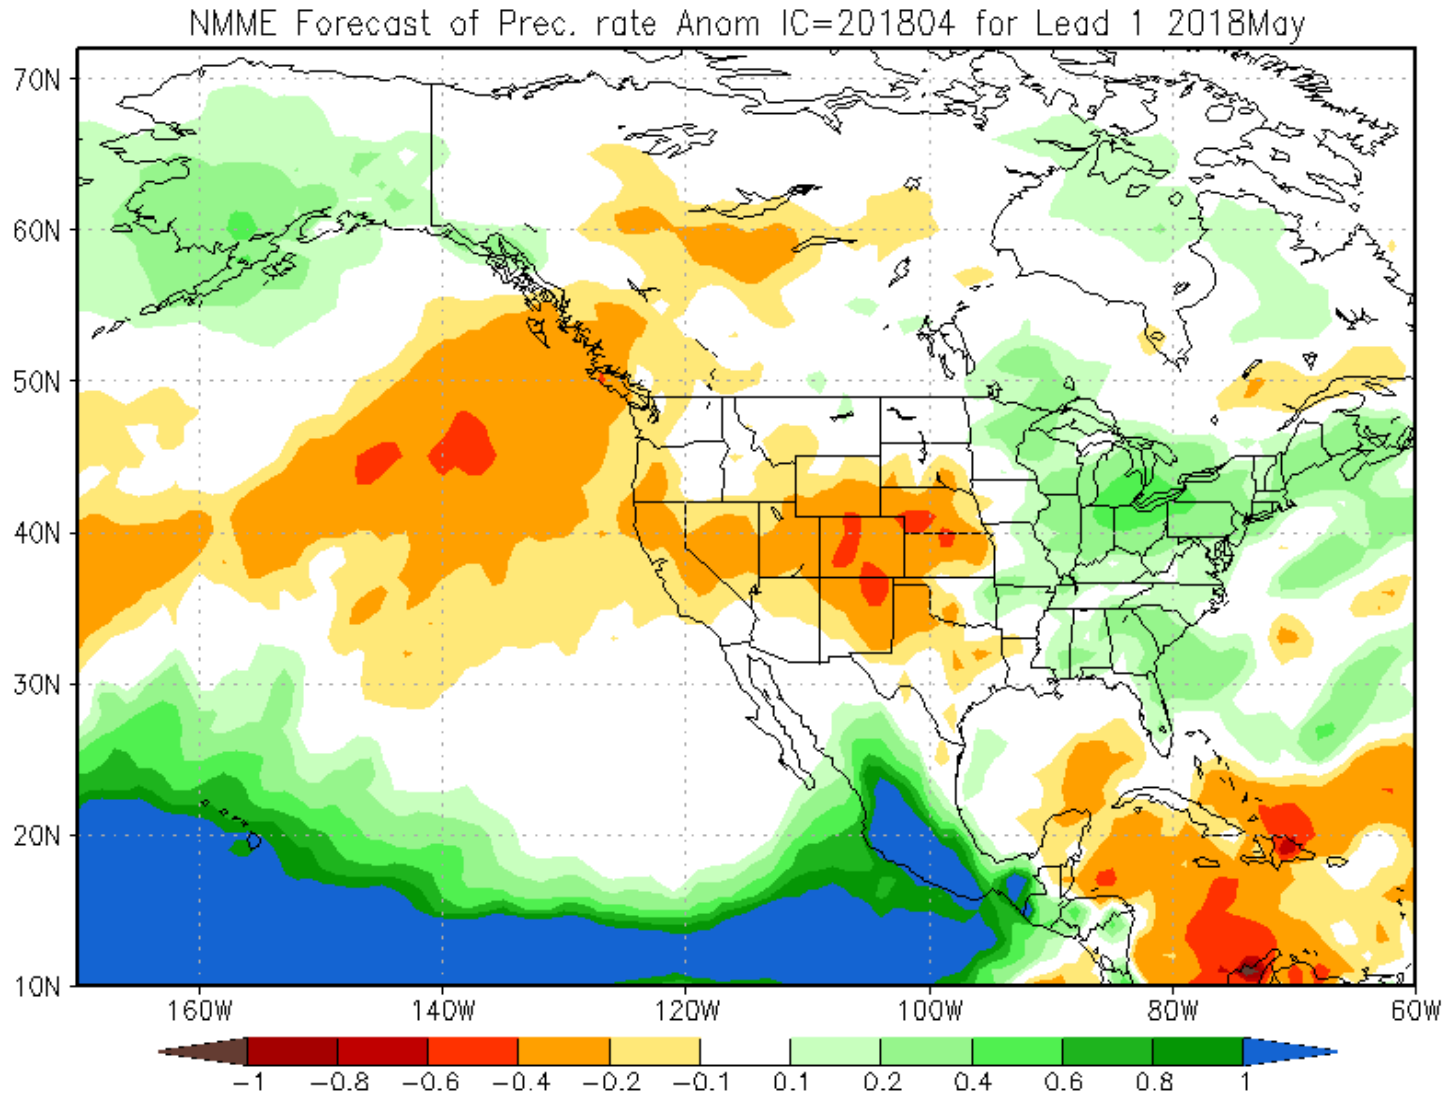 NMME Forecast of Prec. rate Anom IC=201804 for Lead 1 2018May
70N
60N
50N
40N
30N
20N
10N
160W 140W 120W 100W 80W 60W
−1 −0.8 −0.6 −0.4 −0.2 −0.1 0.1 0.2 0.4 0.6 0.8 1